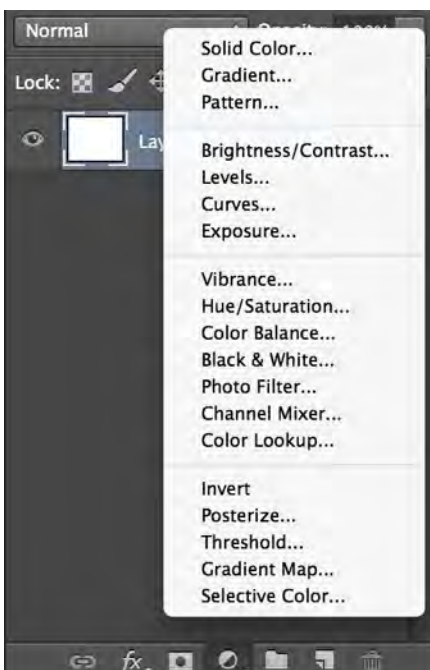 Normal
Lock:
Solid Color...
Gradient...
Pattern...
Brightness/Contrast...
Levels...
Curves...
Exposure...
Vibrance...
Hue/Saturation...
Color Balance...
Black & White...
Photo Filter...
Channel Mixer...
Color Lookup...
Invert
Posterize...
Threshold...
Gradient Map...
Selective Color...
fx